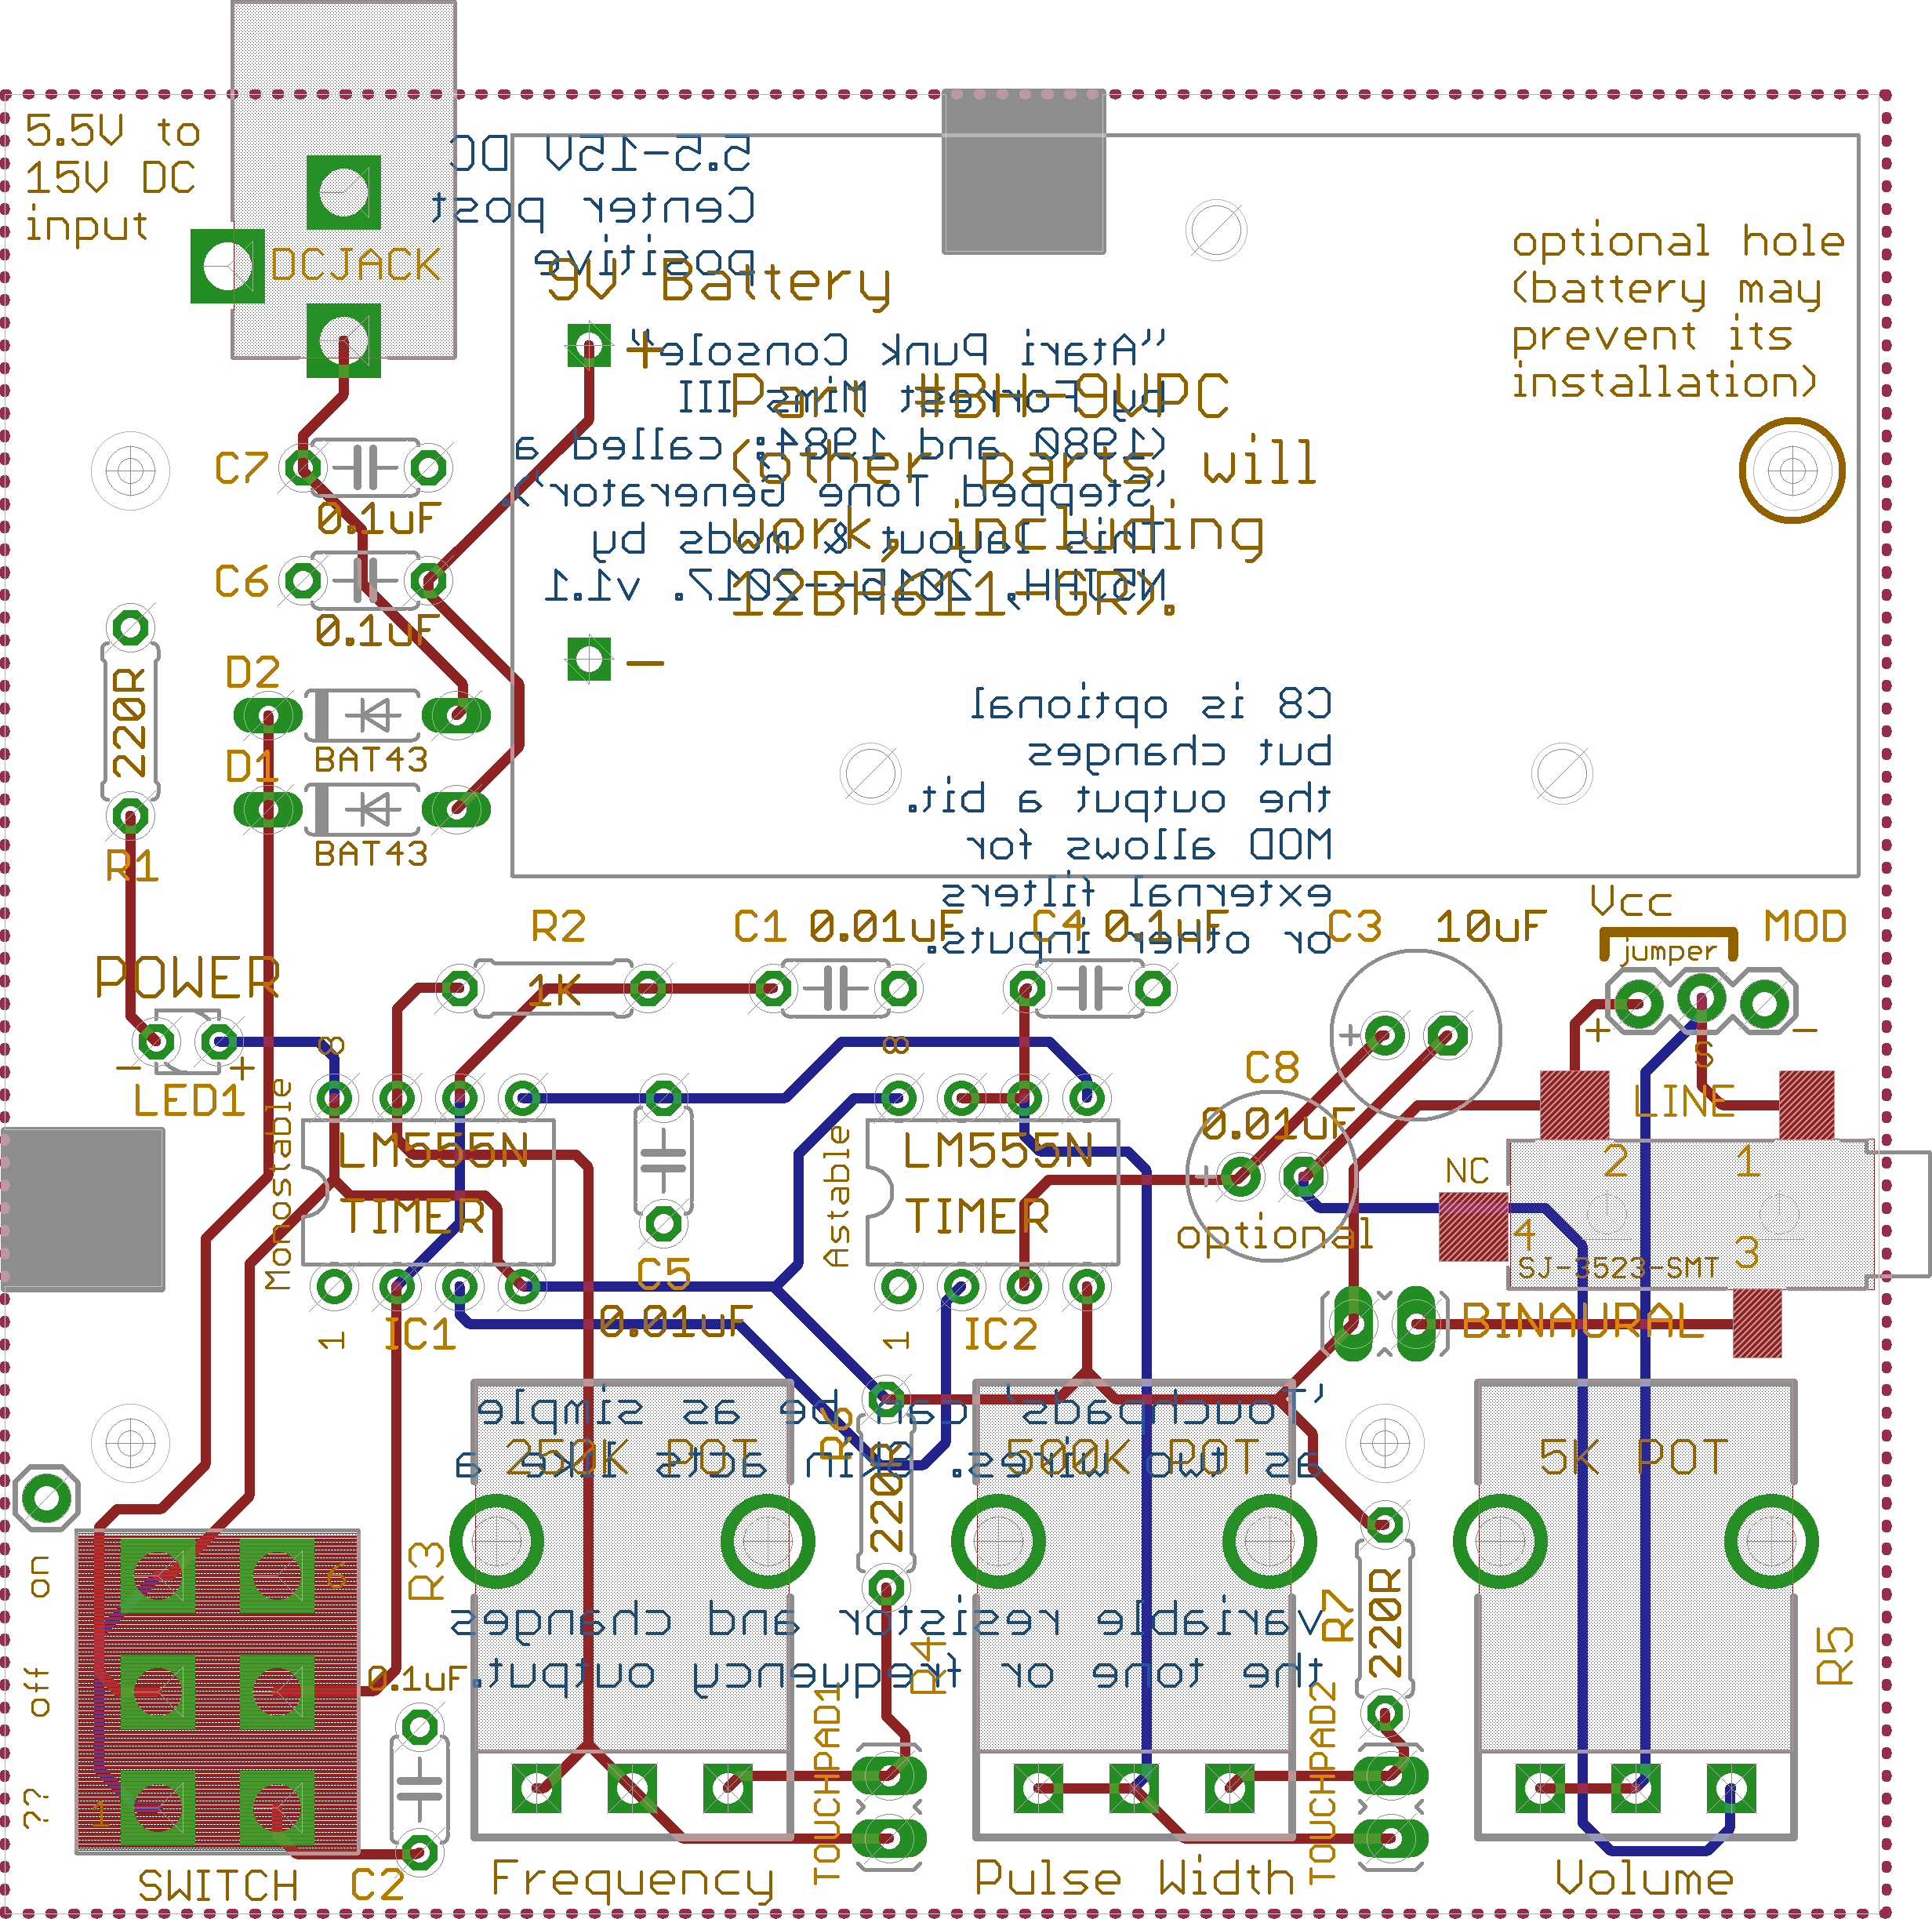 5.5V to
15V DC
input
DCJACK
5.5-15V DC
Center post
positive
9V Battery
+
"Atari Punk Console"
by Forrest Mims III
(1980 and 1984; called a
'Stepped Tone Generator')
This layout & mods by
N5JAH, 2015-2017. v1.1
Part #BH-9VPC
(other parts will
work, including
12BH611-GR).
-
optional hole
(battery may
prevent its
installation)
C7
0.1uF
C6
0.1uF
D2
BAT43
D1
BAT43
220R
R1
C8 is optional
but changes
the output a bit.
MOD allows for
external filters
or other inputs.
R2
1K
C1 0.01uF
C4 0.1uF
C3 10uF
Vcc
jumper
MOD
+ S -
POWER
- +
LED1
8
Monostable
LM555N
TIMER
1
IC1
C5
0.01uF
8
Astable
LM555N
TIMER
1
IC2
C8
0.01uF
+
+
optional
LINE
NC
2 1
4 3
SJ-3523-SMT
BINAURAL
'Touchpads' can be as simple
as two wires. Skin acts like a
variable resistor and changes
the tone or frequency output.
250K POT
R3
R6
220R
500K POT
R4
R7
220R
5K POT
R5
on
off
??
6
1
SWITCH
0.1uF
C2
Frequency
TOUCHPAD1
Pulse Width
TOUCHPAD2
Volume